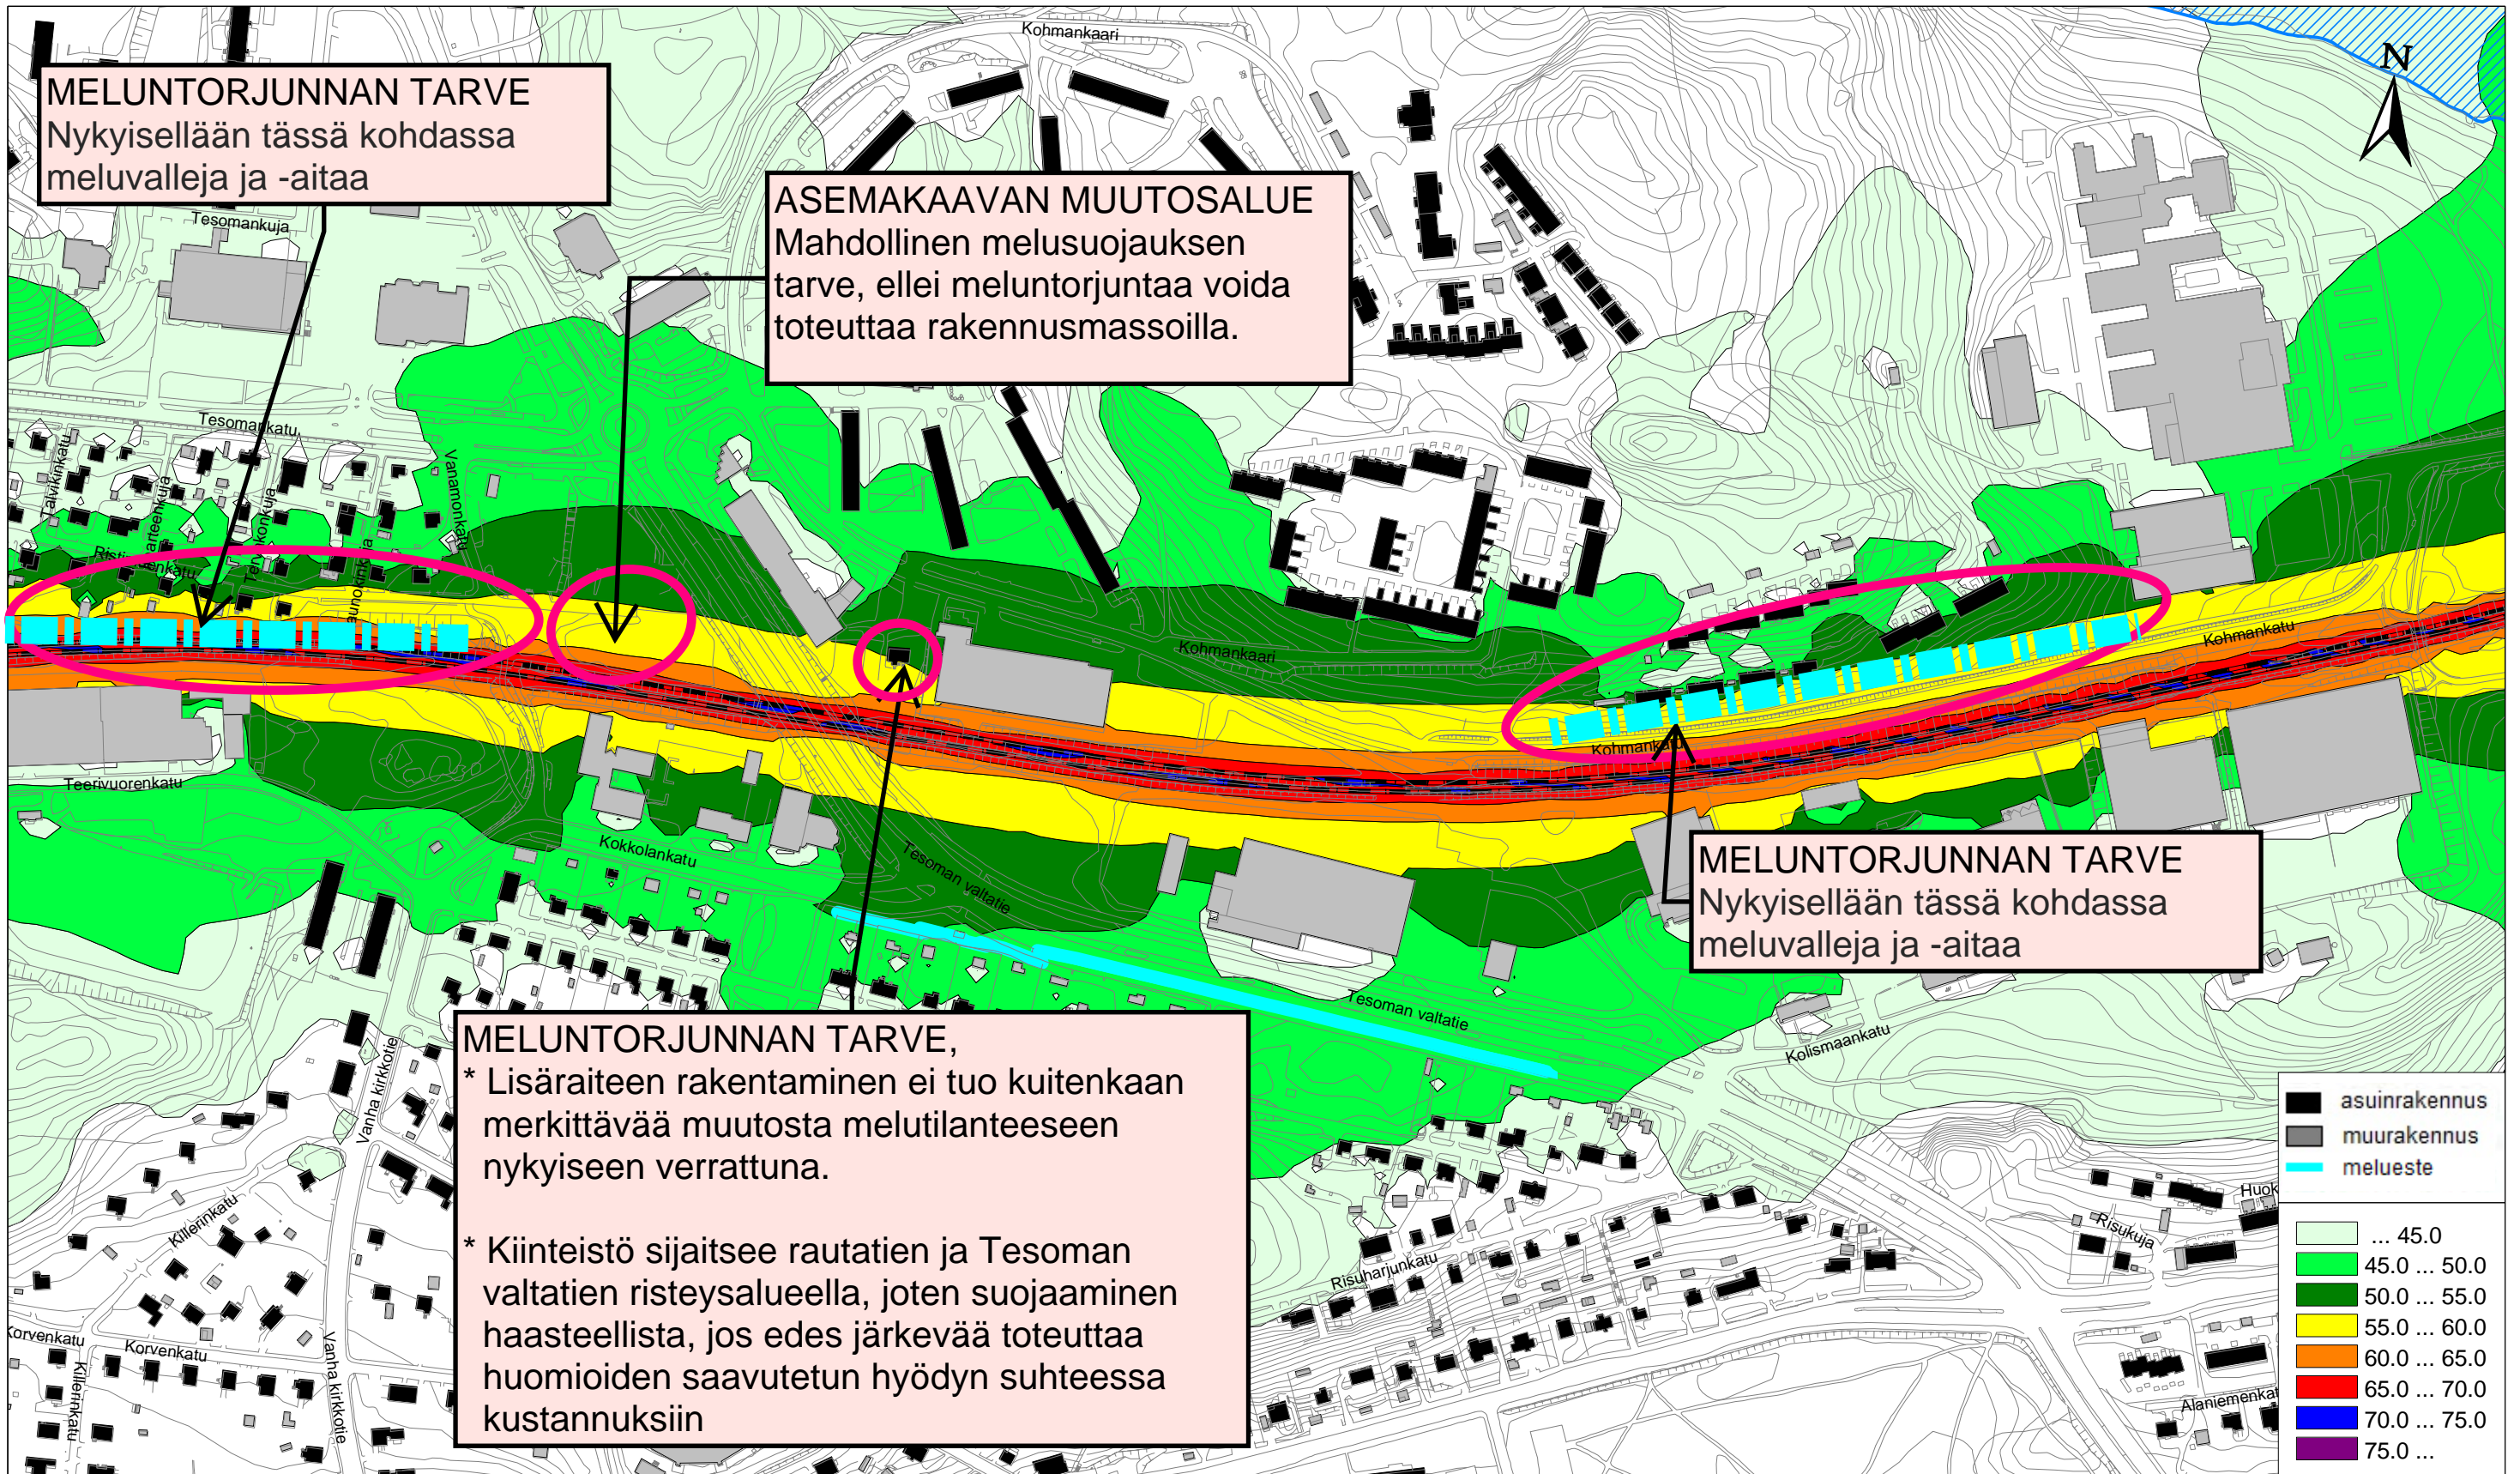 Kohmankaari
N
MELUNTORJUNNAN TARVE
Nykyisellään tässä kohdassa
meluvalleja ja -aitaa
ASEMAKAAVAN MUUTOSALUE
Mahdollinen melusuojauksen
tarve, ellei meluntorjuntaa voida
toteuttaa rakennusmassoilla.
Tesomankuja
Tesomankatu
Talvikinkatu
Vanamonkatu
Kohmankaari
Kohmankatu
Kohmankatu
Teerivuorenkatu
Kokkolankatu
Tesoman valtatie
MELUNTORJUNNAN TARVE
Nykyisellään tässä kohdassa
meluvalleja ja -aitaa
Tesoman valtatie
Kolismaankatu
Vanha kirkkotie
MELUNTORJUNNAN TARVE,
* Lisäraiteen rakentaminen ei tuo kuitenkaan
merkittävää muutosta melutilanteeseen
nykyiseen verrattuna.
* Kiinteistö sijaitsee rautatien ja Tesoman
valtatien risteysalueella, joten suojaaminen
haasteellista, jos edes järkevää toteuttaa
huomioiden saavutetun hyödyn suhteessa
kustannuksiin
Killerinkatu
Korvenkatu
Korvenkatu
Killerinkatu
Vanha kirkkotie
Risuharjunkatu
Risukuja
Huok
Alaniemenkat
asuinrakennus
muurakennus
melueste
... 45.0
45.0 ... 50.0
50.0 ... 55.0
55.0 ... 60.0
60.0 ... 65.0
65.0 ... 70.0
70.0 ... 75.0
75.0 ...